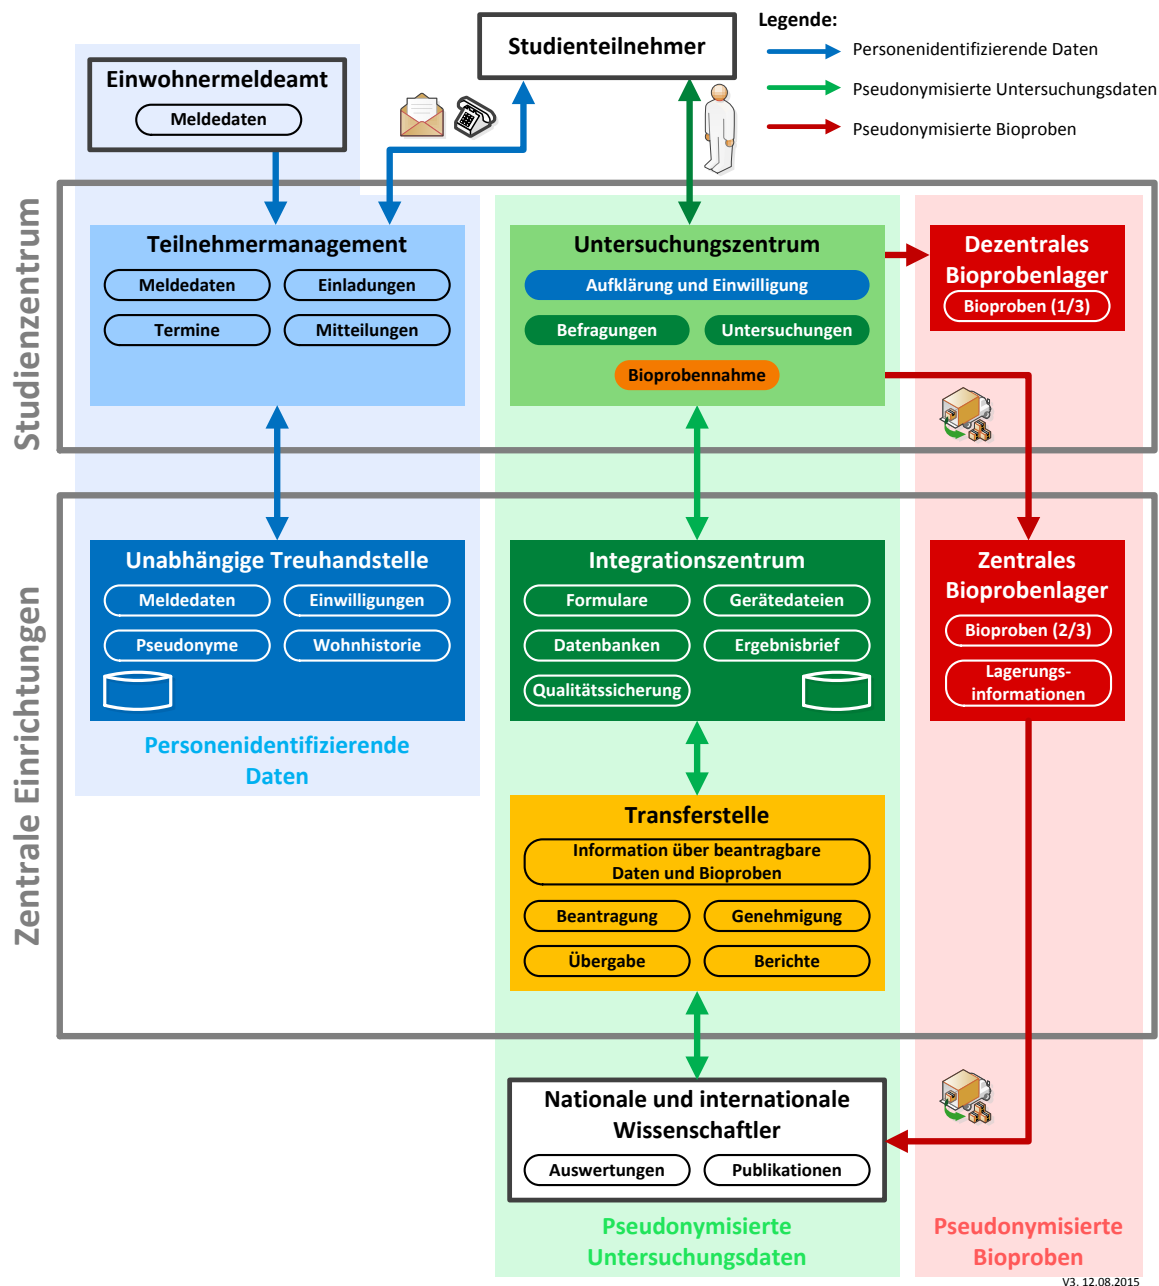 Legende:
Personenidentifizierende Daten
Pseudonymisierte Untersuchungsdaten
Pseudonymisierte Bioproben
Studienteilnehmer
Einwohnermeldeamt
Meldedaten
Studienzentrum
Teilnehmermanagement
Meldedaten
Einladungen
Termine
Mitteilungen
Untersuchungszentrum
Aufklärung und Einwilligung
Befragungen
Untersuchungen
Bioprobennahme
Dezentrales
Bioprobenlager
Bioproben (1/3)
Zentrale Einrichtungen
Unabhängige Treuhandstelle
Meldedaten
Einwilligungen
Pseudonyme
Wohnhistorie
Personenidentifizierende
Daten
Integrationszentrum
Formulare
Gerätedateien
Datenbanken
Ergebnisbrief
Qualitätssicherung
Zentrales
Bioprobenlager
Bioproben (2/3)
Lagerungs-
informationen
Transferstelle
Information über beantragbare
Daten und Bioproben
Beantragung
Genehmigung
Übergabe
Berichte
Nationale und internationale
Wissenschaftler
Auswertungen
Publikationen
Pseudonymisierte
Untersuchungsdaten
Pseudonymisierte
Bioproben
V3, 12.08.2015